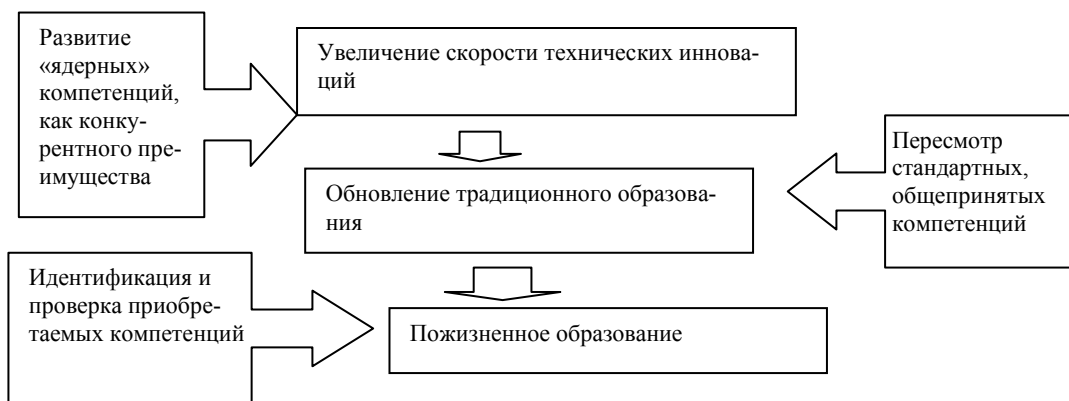 Развитие
«ядерных»
компетенций,
как конку-
рентного пре-
имущества
Увеличение скорости технических иннова-
ций
Пересмотр
стандартных,
общепринятых
компетенций
Обновление традиционного образова-
ния
Идентификация и
проверка приобре-
таемых компетенций
Пожизненное образование